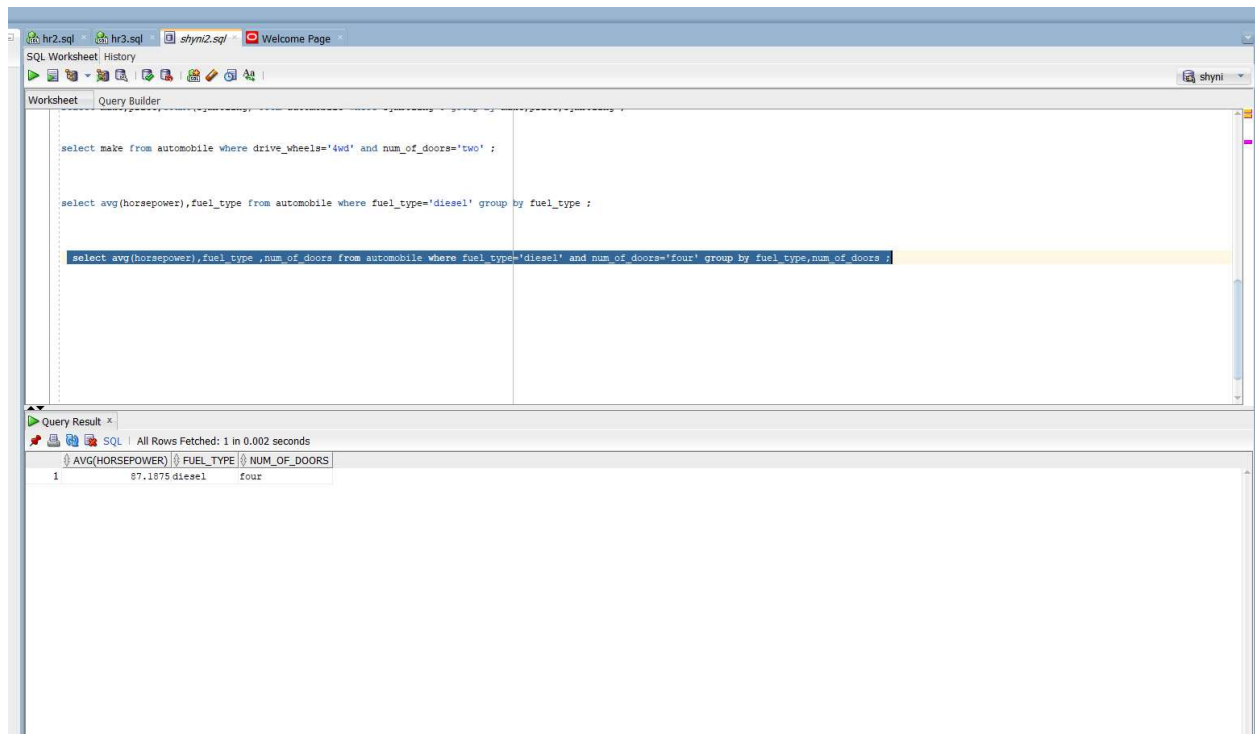 hr2.sql hr3.sql shyni2.sql Welcome Page
SQL Worksheet History
shyni
Worksheet Query Builder
select make from automobile where drive_wheels='4wd' and num_of_doors='two' ;
select avg(horsepower),fuel_type from automobile where fuel_type='diesel' group by fuel_type ;
select avg(horsepower),fuel_type ,num_of_doors from automobile where fuel_type='diesel' and num_of_doors='four' group by fuel_type,num_of_doors ;
Query Result
SQL | All Rows Fetched: 1 in 0.002 seconds
AVG(HORSEPOWER) FUEL_TYPE NUM_OF_DOORS
1 87.1875 diesel four